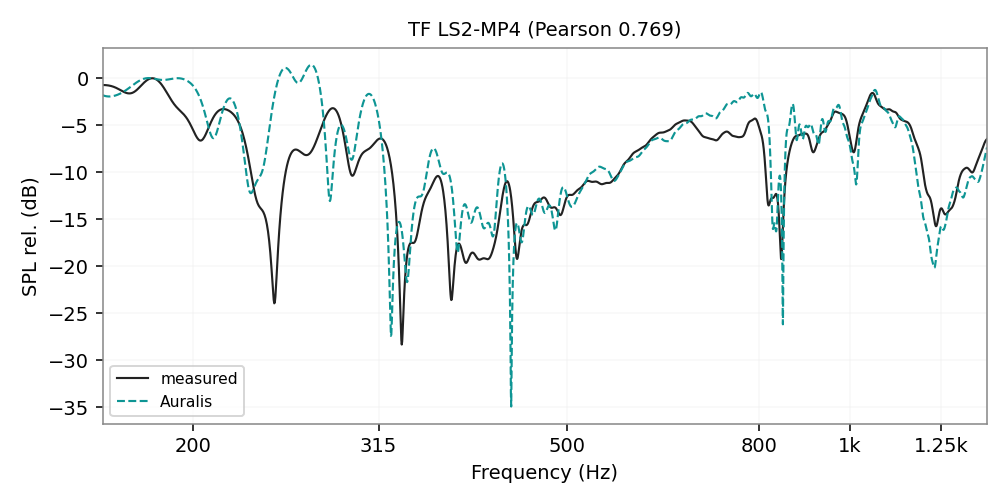 TF LS2-MP4 (Pearson 0.769)
SPL rel. (dB)
0
−5
−10
−15
−20
−25
−30
−35
measured
Auralis
200
315
500
800
1k
1.25k
Frequency (Hz)